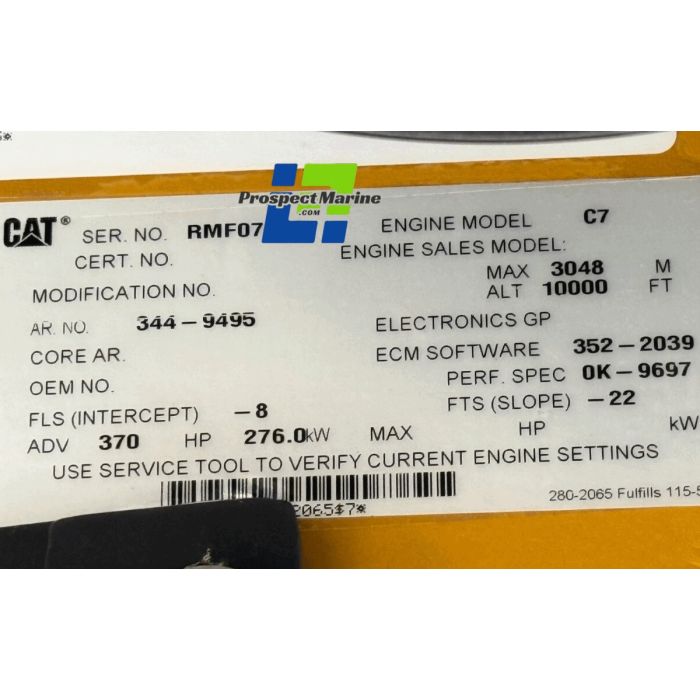 Prospect Marine
.COM
CAT® SER. NO. RMF07 ENGINE MODEL C7
CERT. NO. ENGINE SALES MODEL:
MAX 3048 M
MODIFICATION NO. ALT 10000 FT
AR. NO. 344-9495 ELECTRONICS GP
CORE AR. ECM SOFTWARE 352-2039
OEM NO. PERF. SPEC 0K-9697
FLS (INTERCEPT) -8 FTS (SLOPE) -22
ADV 370 HP 276.0kW MAX HP kW
USE SERVICE TOOL TO VERIFY CURRENT ENGINE SETTINGS
2065$7* 280-2065 Fulfills 115-5